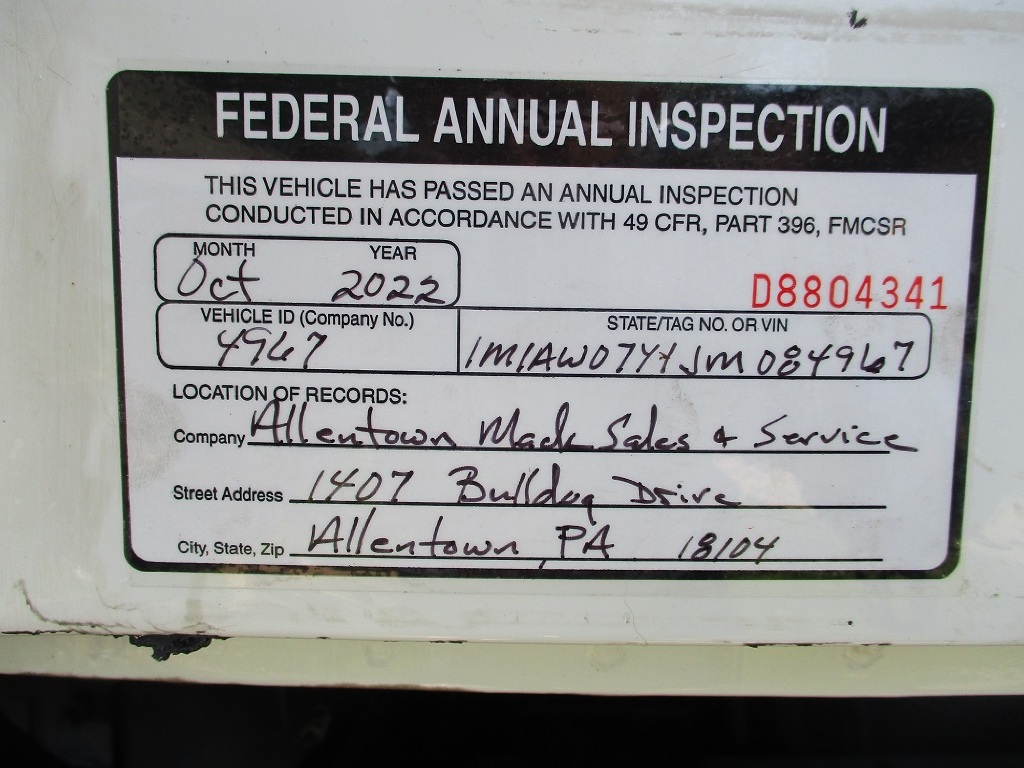 FEDERAL ANNUAL INSPECTION
THIS VEHICLE HAS PASSED AN ANNUAL INSPECTION
CONDUCTED IN ACCORDANCE WITH 49 CFR, PART 396, FMCSR
MONTH YEAR
Oct 2022
D8804341
VEHICLE ID (Company No.) STATE/TAG NO. OR VIN
4967 1M1AW07Y1JM084967
LOCATION OF RECORDS:
Company Allentown Mack Sales & Service
Street Address 1407 Bulldog Drive
City, State, Zip Allentown, PA 18104